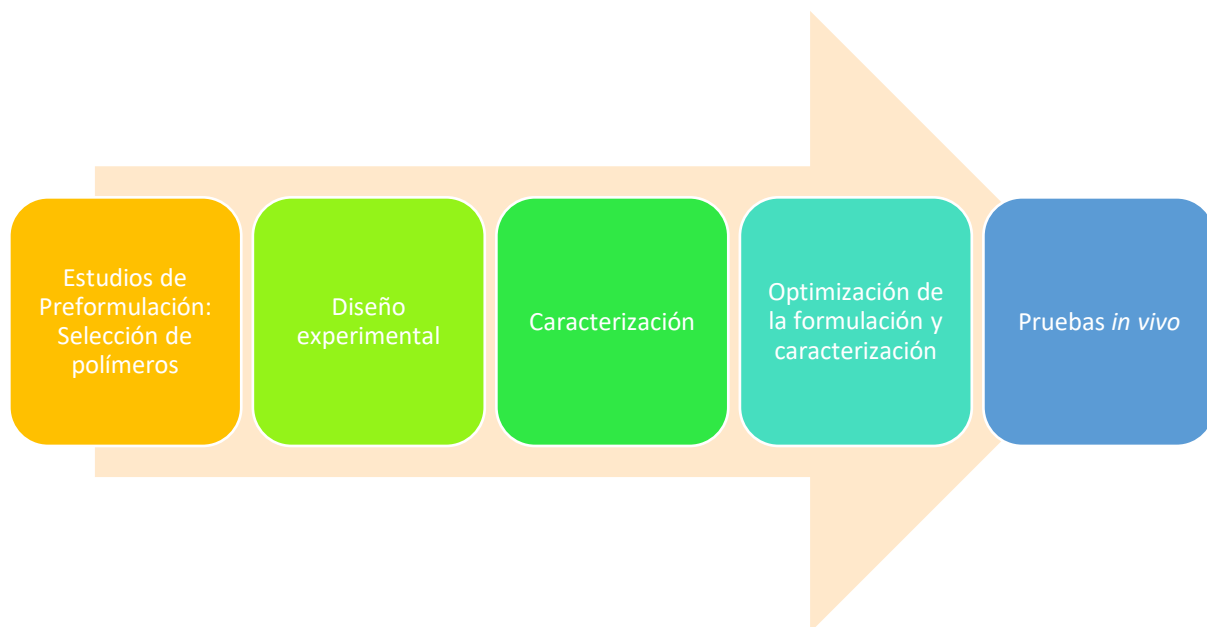 Estudios de
Preformulación:
Selección de
polímeros
Diseño
experimental
Caracterización
Optimización de
la formulación y
caracterización
Pruebas in vivo